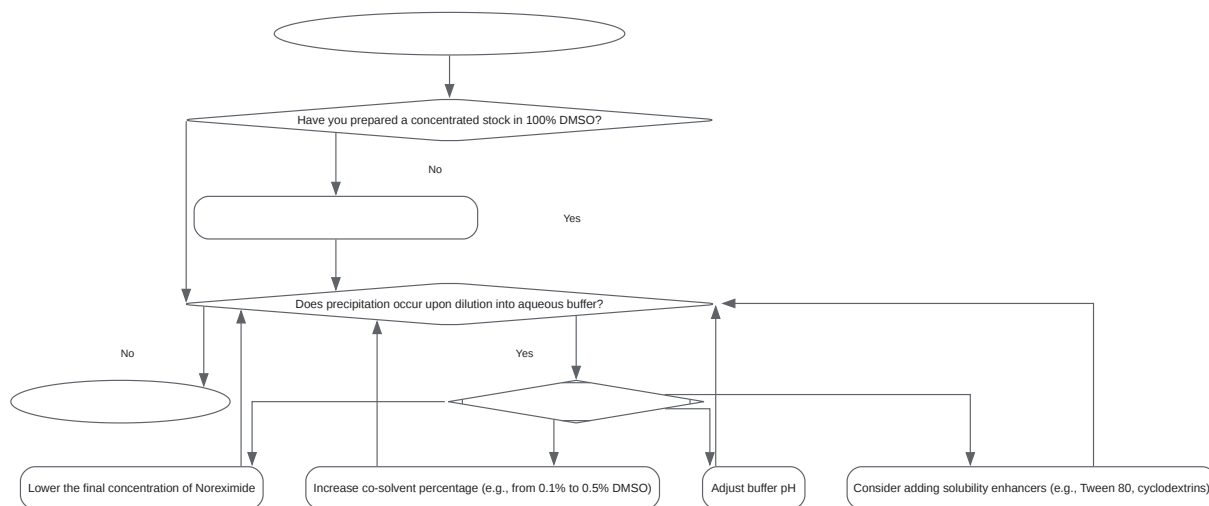 Have you prepared a concentrated stock in 100% DMSO?
No
Yes
Does precipitation occur upon dilution into aqueous buffer?
No
Yes
Lower the final concentration of Noreximide
Increase co-solvent percentage (e.g., from 0.1% to 0.5% DMSO)
Adjust buffer pH
Consider adding solubility enhancers (e.g., Tween 80, cyclodextrins)